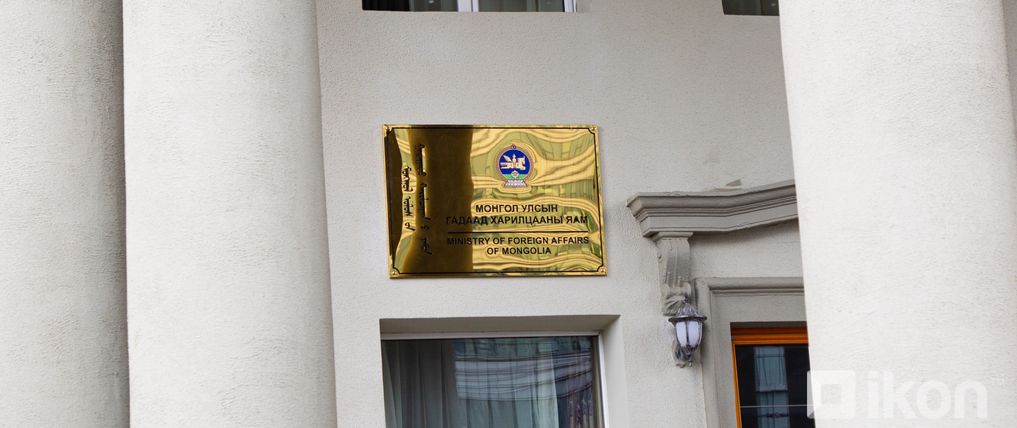 МОНГОЛ УЛСЫН
ГАДААД ХАРИЛЦААНЫ ЯАМ
MINISTRY OF FOREIGN AFFAIRS
OF MONGOLIA
ikon